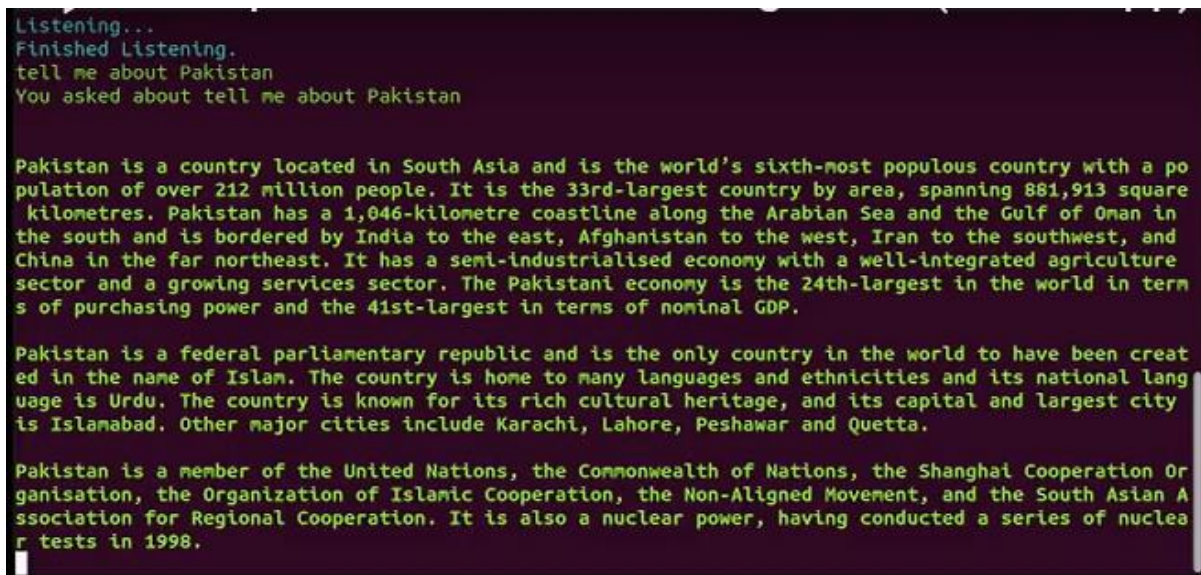 Listening...
Finished Listening.
tell me about Pakistan
You asked about tell me about Pakistan
Pakistan is a country located in South Asia and is the world's sixth-most populous country with a po
pulation of over 212 million people. It is the 33rd-largest country by area, spanning 881,913 square
kilometres. Pakistan has a 1,046-kilometre coastline along the Arabian Sea and the Gulf of Oman in
the south and is bordered by India to the east, Afghanistan to the west, Iran to the southwest, and
China in the far northeast. It has a semi-industrialised economy with a well-integrated agriculture
sector and a growing services sector. The Pakistani economy is the 24th-largest in the world in term
s of purchasing power and the 41st-largest in terms of nominal GDP.
Pakistan is a federal parliamentary republic and is the only country in the world to have been creat
ed in the name of Islam. The country is home to many languages and ethnicities and its national lang
uage is Urdu. The country is known for its rich cultural heritage, and its capital and largest city
is Islamabad. Other major cities include Karachi, Lahore, Peshawar and Quetta.
Pakistan is a member of the United Nations, the Commonwealth of Nations, the Shanghai Cooperation Or
ganisation, the Organization of Islamic Cooperation, the Non-Aligned Movement, and the South Asian A
ssociation for Regional Cooperation. It is also a nuclear power, having conducted a series of nuclea
r tests in 1998.